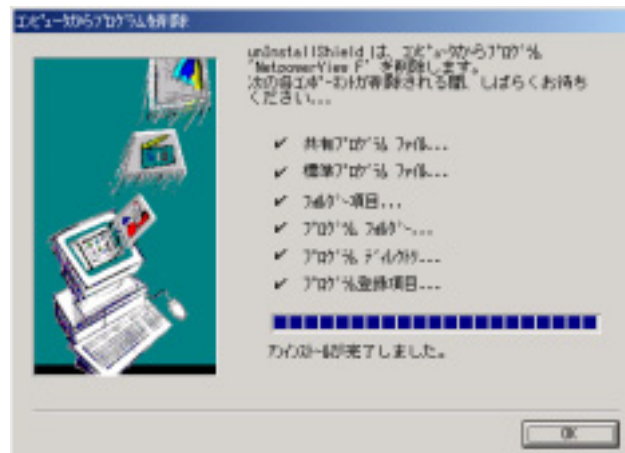 コンピュータからプログラムを削除
unInstallShield は、コンピュータからプログラム
'NetpowerView F' を削除します。
次の各コンポーネントが削除される間、しばらくお待ち
ください...
✔ 共有プログラム ファイル...
✔ 標準プログラム ファイル...
✔ フォルダー項目...
✔ プログラム フォルダー...
✔ プログラム ディレクトリ...
✔ プログラム登録項目...
アンインストールが完了しました。
OK